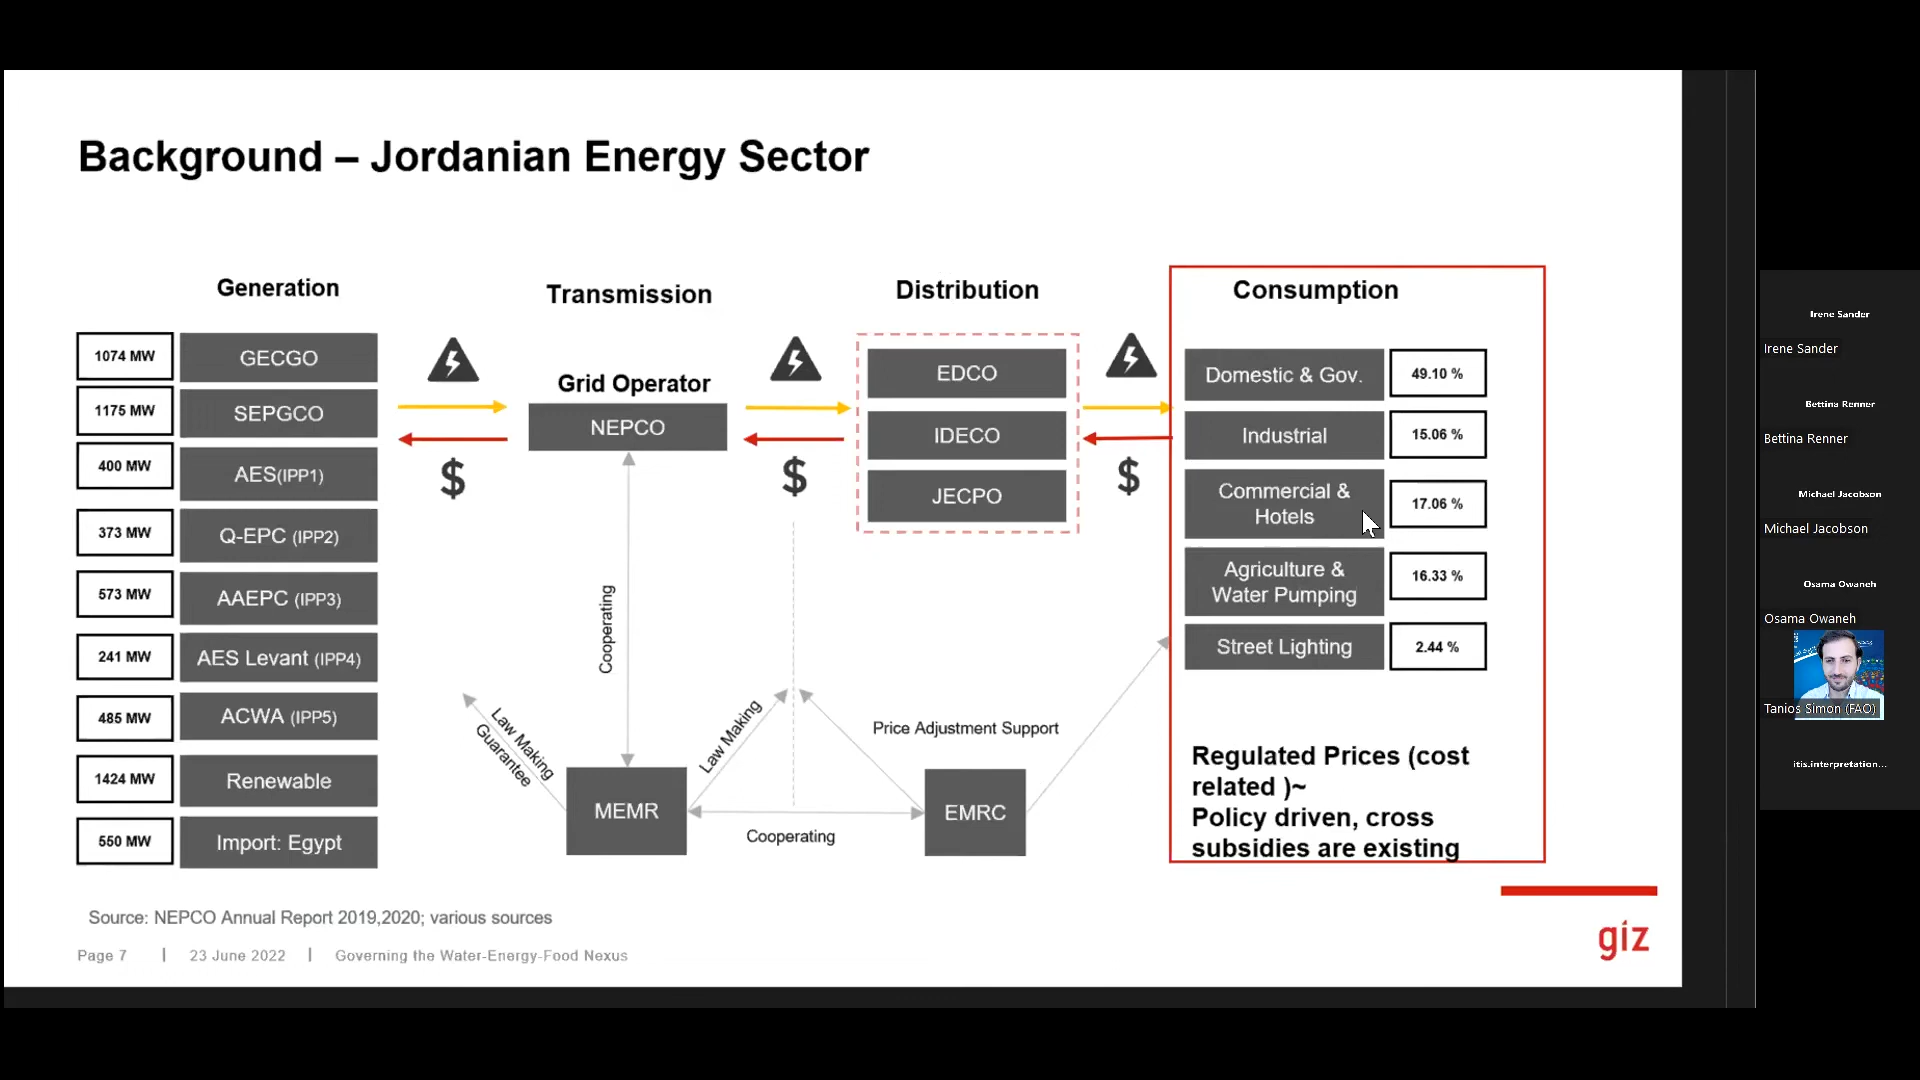 Background – Jordanian Energy Sector
Generation
Transmission
Distribution
Consumption
1074 MW GECGO
1175 MW SEPGCO
400 MW AES(IPP1)
373 MW Q-EPC (IPP2)
573 MW AAEPC (IPP3)
241 MW AES Levant (IPP4)
485 MW ACWA (IPP5)
1424 MW Renewable
550 MW Import: Egypt
$
Grid Operator
NEPCO
$
EDCO
IDECO
JECPO
$
Domestic & Gov. 49.10 %
Industrial 15.06 %
Commercial &
Hotels
17.06 %
Agriculture &
Water Pumping
16.33 %
Street Lighting 2.44 %
Cooperating
Law Making
Guarantee
Law Making
Price Adjustment Support
MEMR
Cooperating
EMRC
Regulated Prices (cost
related )~
Policy driven, cross
subsidies are existing
Source: NEPCO Annual Report 2019,2020; various sources
Page 7 | 23 June 2022 | Governing the Water-Energy-Food Nexus
giz
Irene Sander
Irene Sander
Bettina Renner
Bettina Renner
Michael Jacobson
Michael Jacobson
Osama Owaneh
Osama Owaneh
Tanios Simon (FAO)
itis.interpretation...